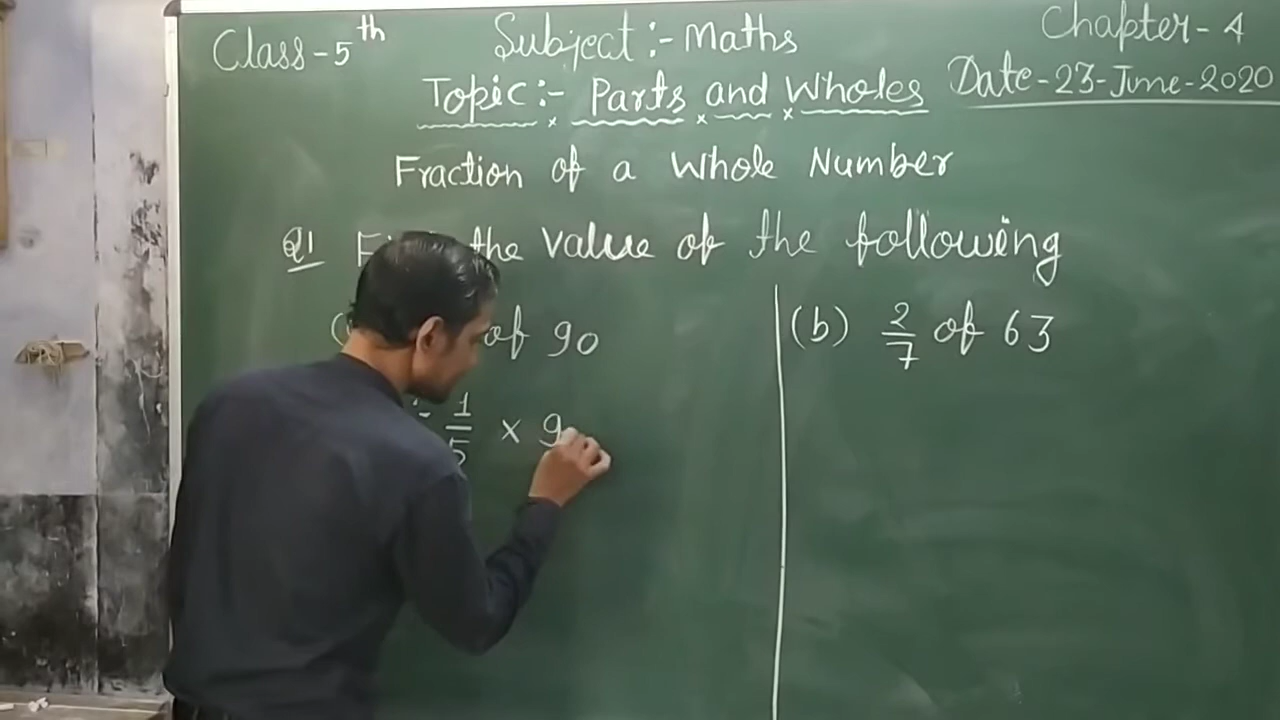 Class-5th
Subject:- Maths
Chapter-4
Topic:- Parts and Wholes
Date-23-June-2020
Fraction of a Whole Number
Q1 the value of the following
of 90
(b) 2/7 of 63
:- 1/5 × 9